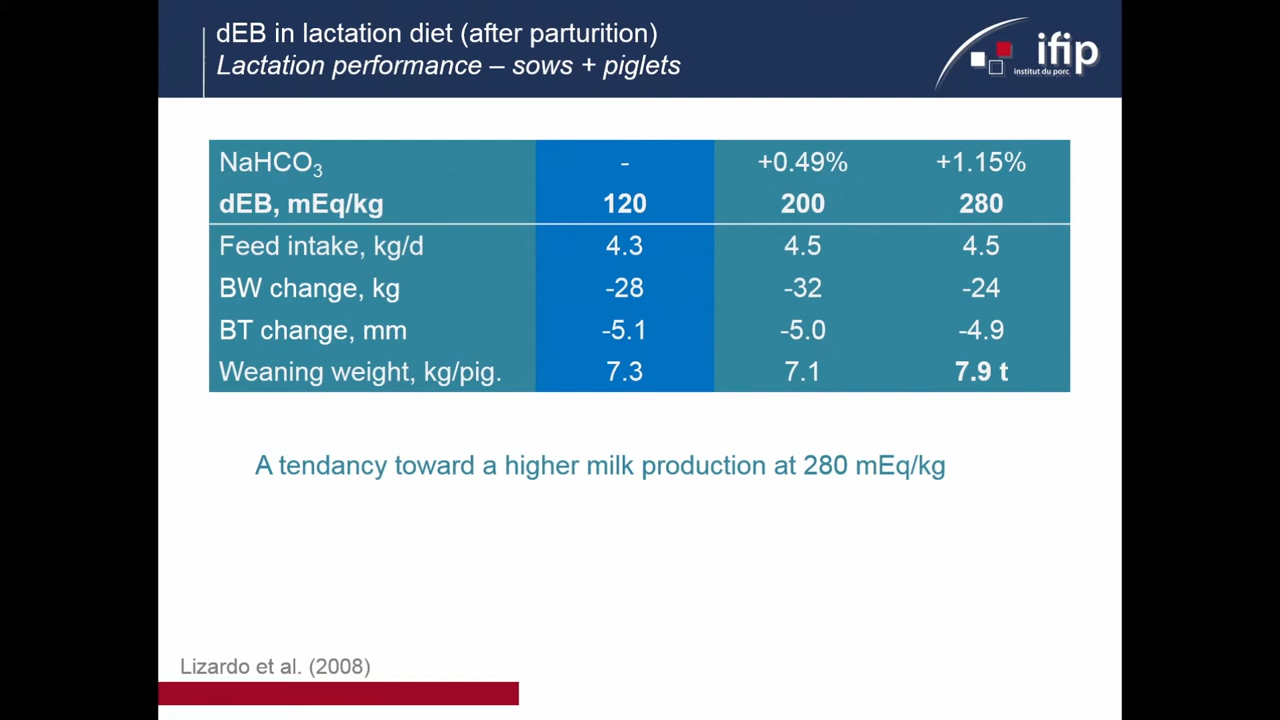 dEB in lactation diet (after parturition)
Lactation performance – sows + piglets
ifip
institut du porc
NaHCO₃ - +0.49% +1.15%
dEB, mEq/kg 120 200 280
Feed intake, kg/d 4.3 4.5 4.5
BW change, kg -28 -32 -24
BT change, mm -5.1 -5.0 -4.9
Weaning weight, kg/pig. 7.3 7.1 7.9 t
A tendancy toward a higher milk production at 280 mEq/kg
Lizardo et al. (2008)